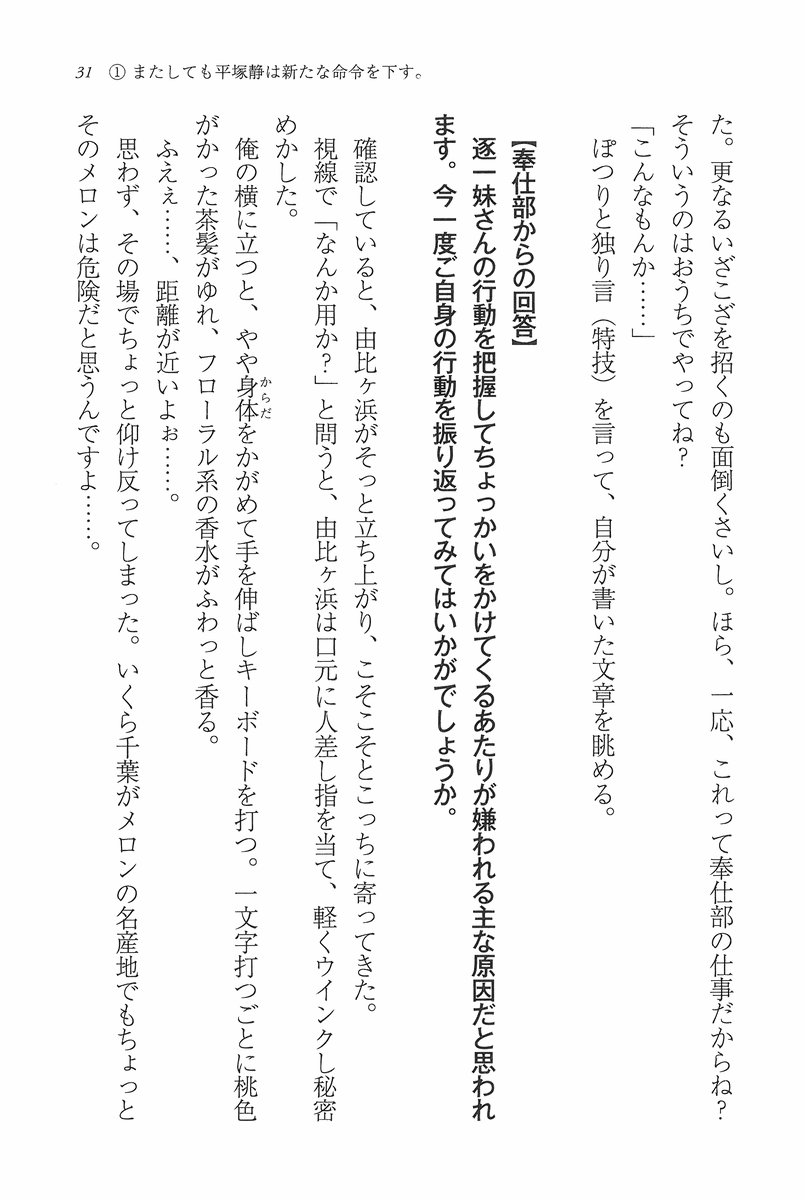 31 ① またしても平塚静は新たな命令を下す。
た。更なるいざこざを招くのも面倒くさいし。ほら、一応、これって奉仕部の仕事だからね？
そういうのはおうちでやってね？
「こんなもんか……」
ぽつりと独り言（特技）を言って、自分が書いた文章を眺める。
【奉仕部からの回答】
逐一妹さんの行動を把握してちょっかいをかけてくるあたりが嫌われる主な原因だと思われ
ます。今一度ご自身の行動を振り返ってみてはいかがでしょうか。
確認していると、由比ヶ浜がそっと立ち上がり、こそこそとこっちに寄ってきた。
視線で「なんか用か？」と問うと、由比ヶ浜は口元に人差し指を当て、軽くウインクし秘密
めかした。
俺の横に立つと、やや身体からだをかがめて手を伸ばしキーボードを打つ。一文字打つごとに桃色
がかった茶髪がゆれ、フローラル系の香水がふわっと香る。
ふえぇ……、距離が近いよぉ……。
思わず、その場でちょっと仰け反ってしまった。いくら千葉がメロンの名産地でもちょっと
そのメロンは危険だと思うんですよ……。